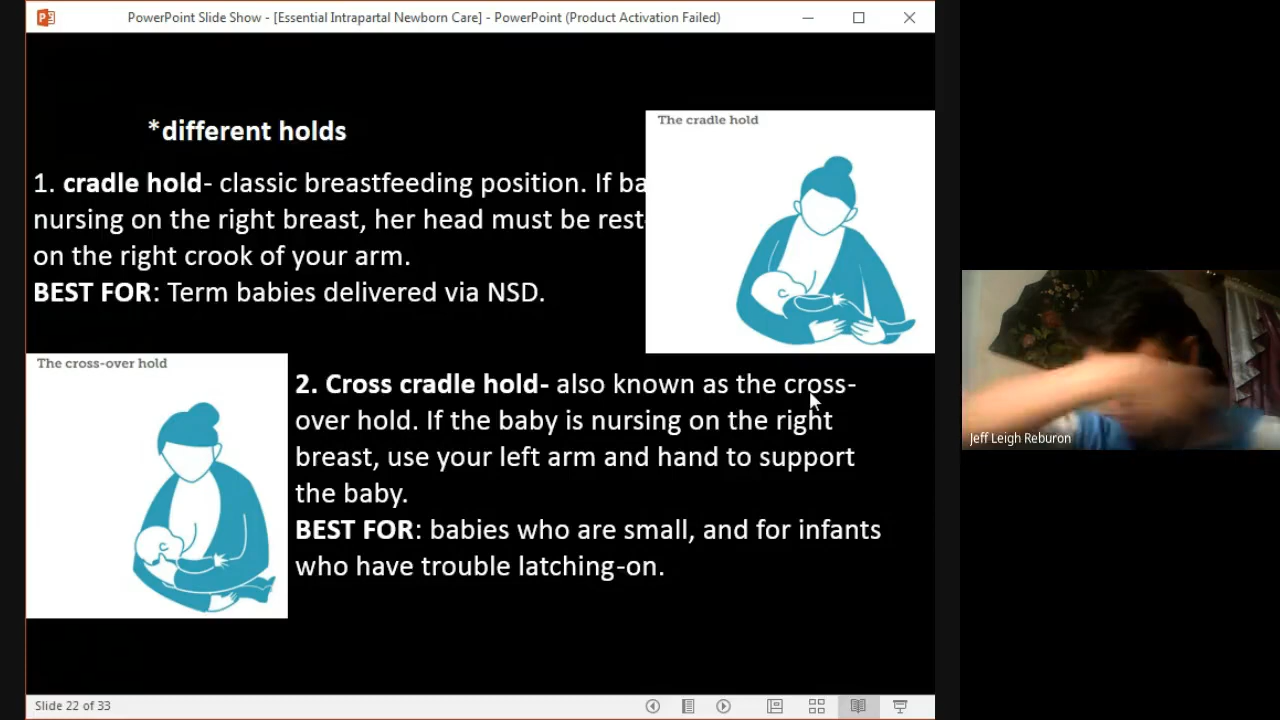 PowerPoint Slide Show - [Essential Intrapartal Newborn Care] - PowerPoint (Product Activation Failed)
*different holds
The cradle hold
1. cradle hold- classic breastfeeding position. If ba
nursing on the right breast, her head must be rest
on the right crook of your arm.
BEST FOR: Term babies delivered via NSD.
The cross-over hold
2. Cross cradle hold- also known as the cross-
over hold. If the baby is nursing on the right
breast, use your left arm and hand to support
the baby.
BEST FOR: babies who are small, and for infants
who have trouble latching-on.
Jeff Leigh Reburon
Slide 22 of 33